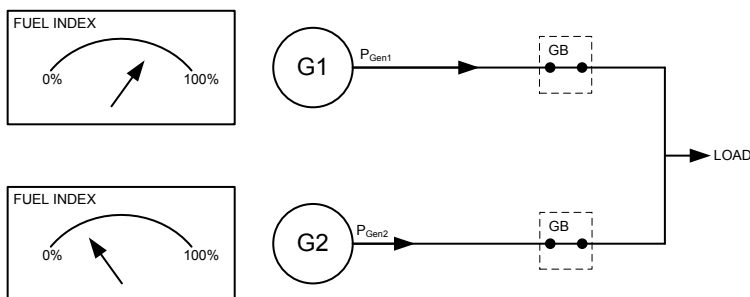 FUEL INDEX
0%
100%
G1
PGen1
GB
LOAD
FUEL INDEX
0%
100%
G2
PGen2
GB